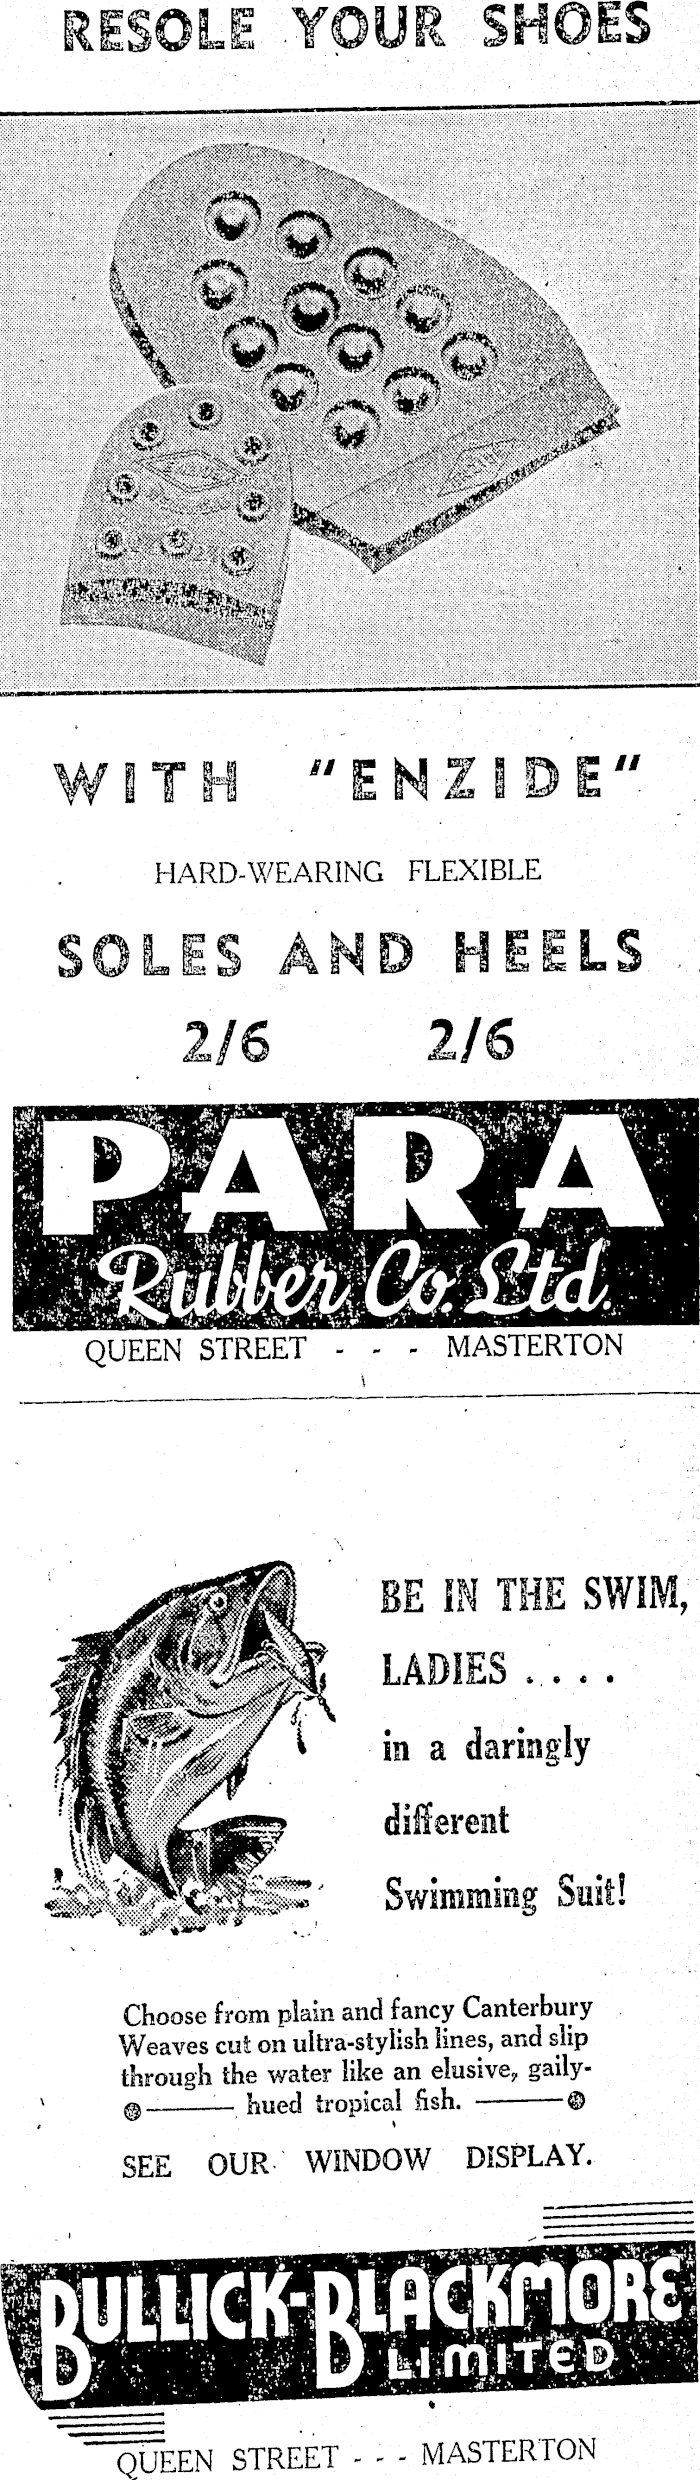 RESOLE YOUR SHOES
WITH "ENZIDE"
HARD-WEARING FLEXIBLE
SOLES AND HEELS
2/6 2/6
PARA
Rubber Co. Ltd.
QUEEN STREET - - - MASTERTON
BE IN THE SWIM,
LADIES . . . .
in a daringly
different
Swimming Suit!
Choose from plain and fancy Canterbury
Weaves cut on ultra-stylish lines, and slip
through the water like an elusive, gaily-
hued tropical fish.
SEE OUR WINDOW DISPLAY.
BULLICK-BLACKMORE
LIMITED
QUEEN STREET - - - MASTERTON